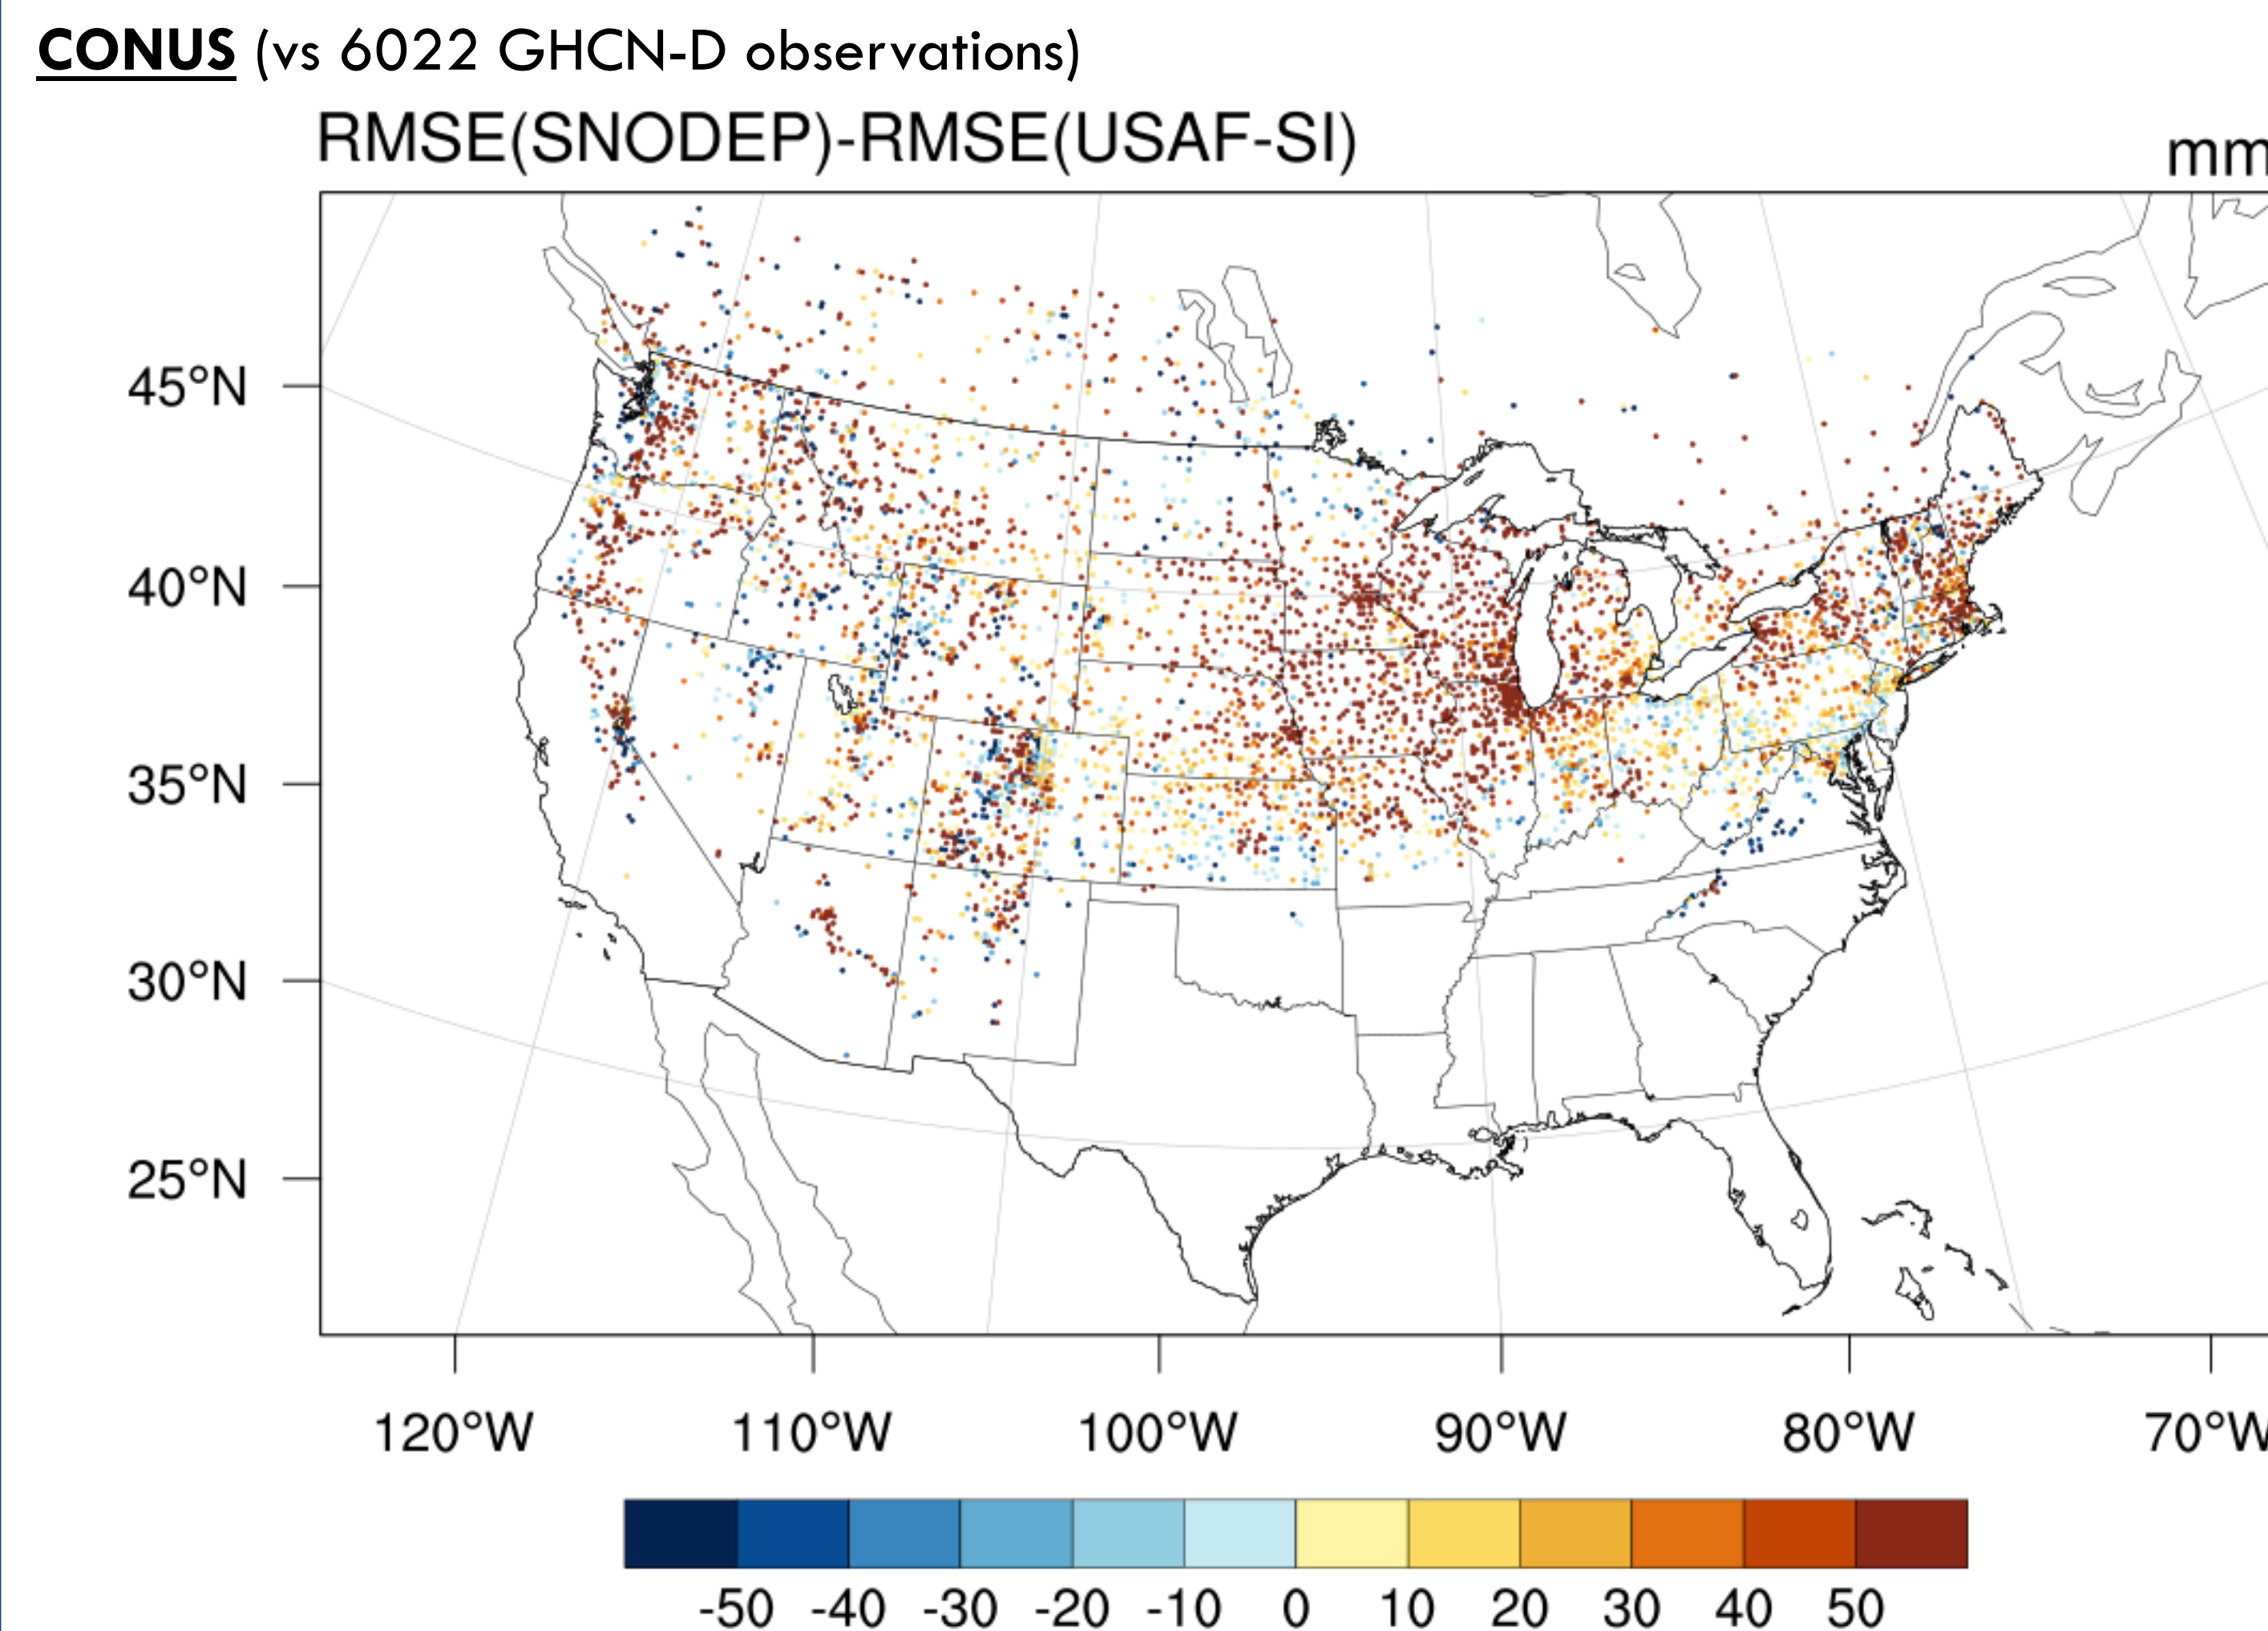 CONUS (vs 6022 GHCN-D observations)
RMSE(SNODEP)-RMSE(USAF-SI)
mm
45°N
40°N
35°N
30°N
25°N
120°W 110°W 100°W 90°W 80°W 70°W
-50 -40 -30 -20 -10 0 10 20 30 40 50